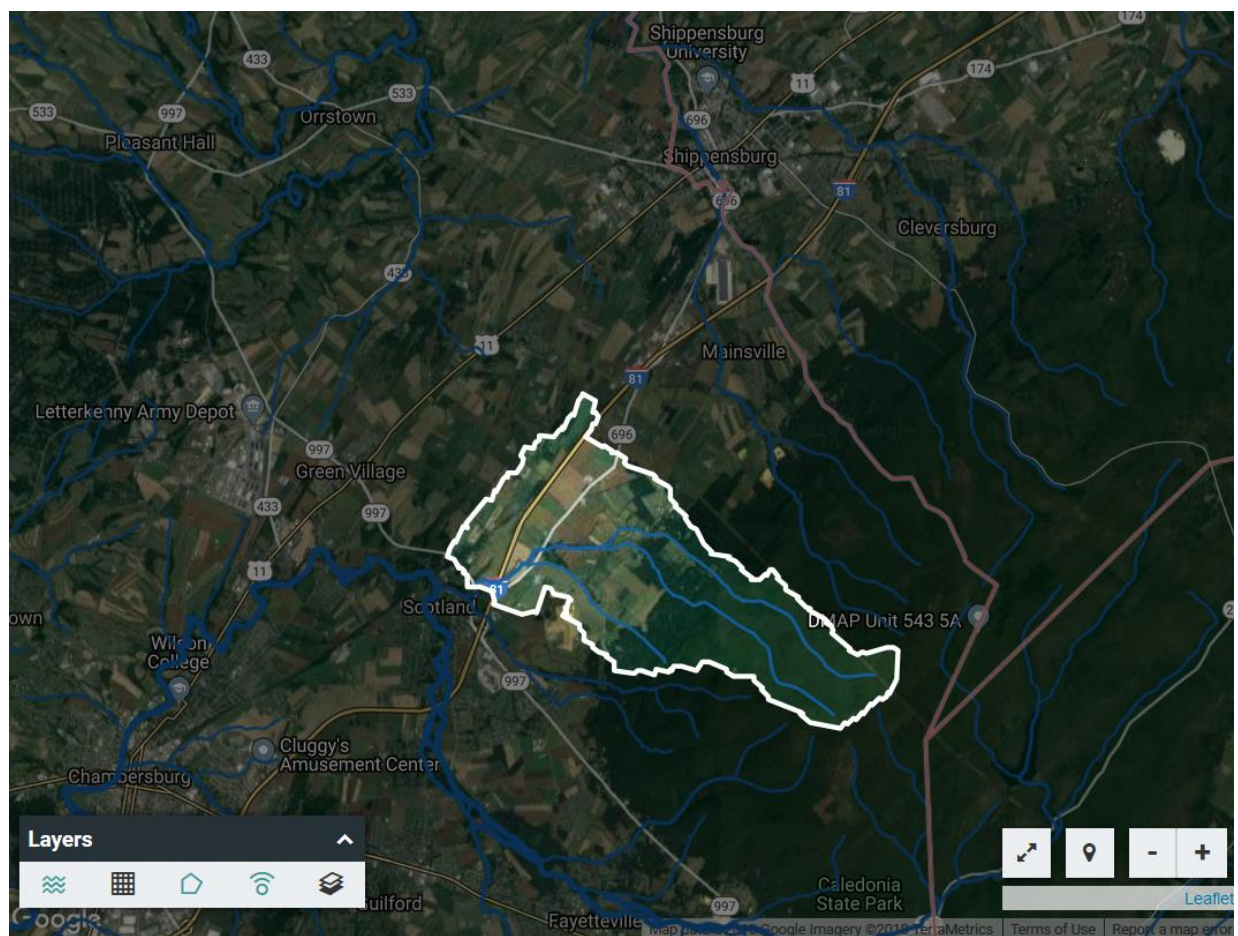 Shippensburg
University
174
433
11
174
533
997
533
Orrstown
696
Pleasant Hall
Shippensburg
81
696
Cleversburg
433
11
Mainsville
81
Letterkenny Army Depot
696
997
Green Village
433
997
11
81
Scotland
DMAP Unit 543 5A
own
2
Wilson
College
997
Cluggy's
Amusement Center
Chambersburg
Layers
- +
Caledonia
State Park
Leaflet
Google
Guilford
Fayetteville
997
Terms of Use
Report a map error